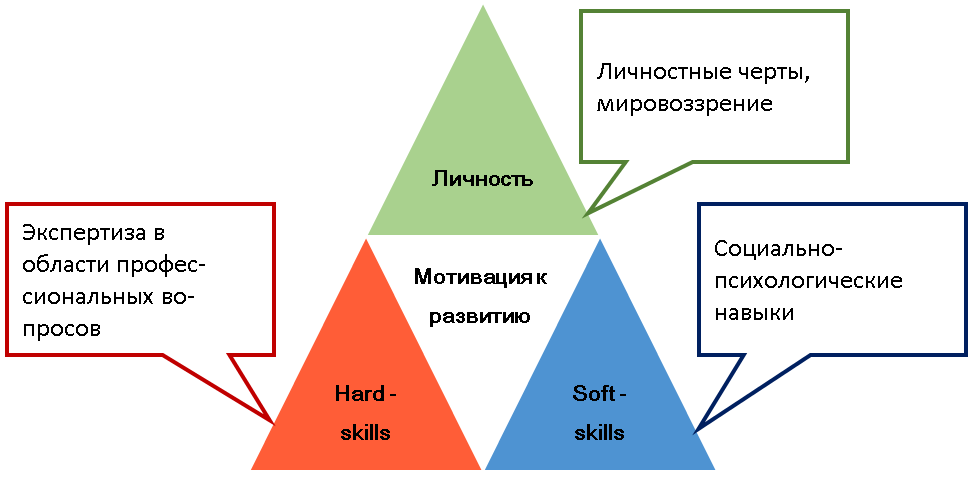 Личностные черты,
мировоззрение
Личность
Экспертиза в
области профес-
сиональных во-
просов
Мотивация к
развитию
Социально-
психологические
навыки
Hard -
skills
Soft -
skills